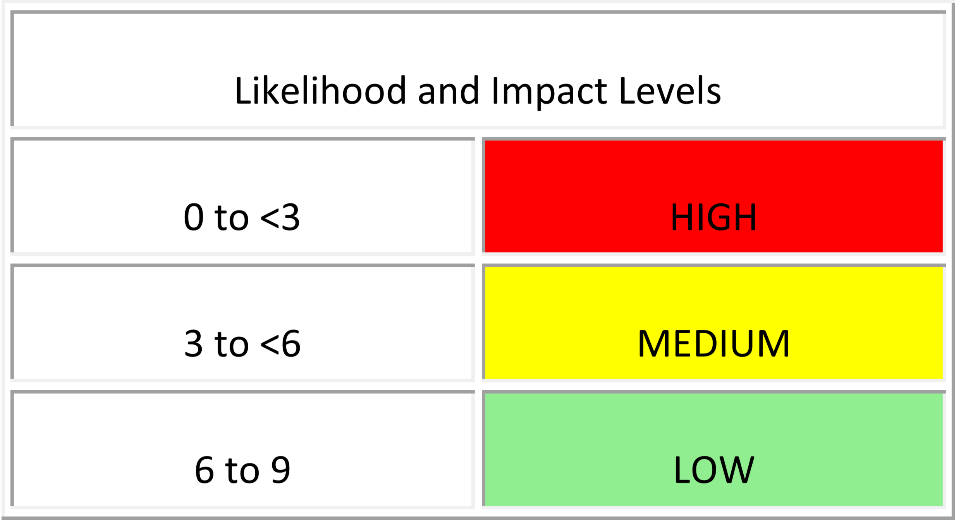 Likelihood and Impact Levels
0 to <3 HIGH
3 to <6 MEDIUM
6 to 9 LOW